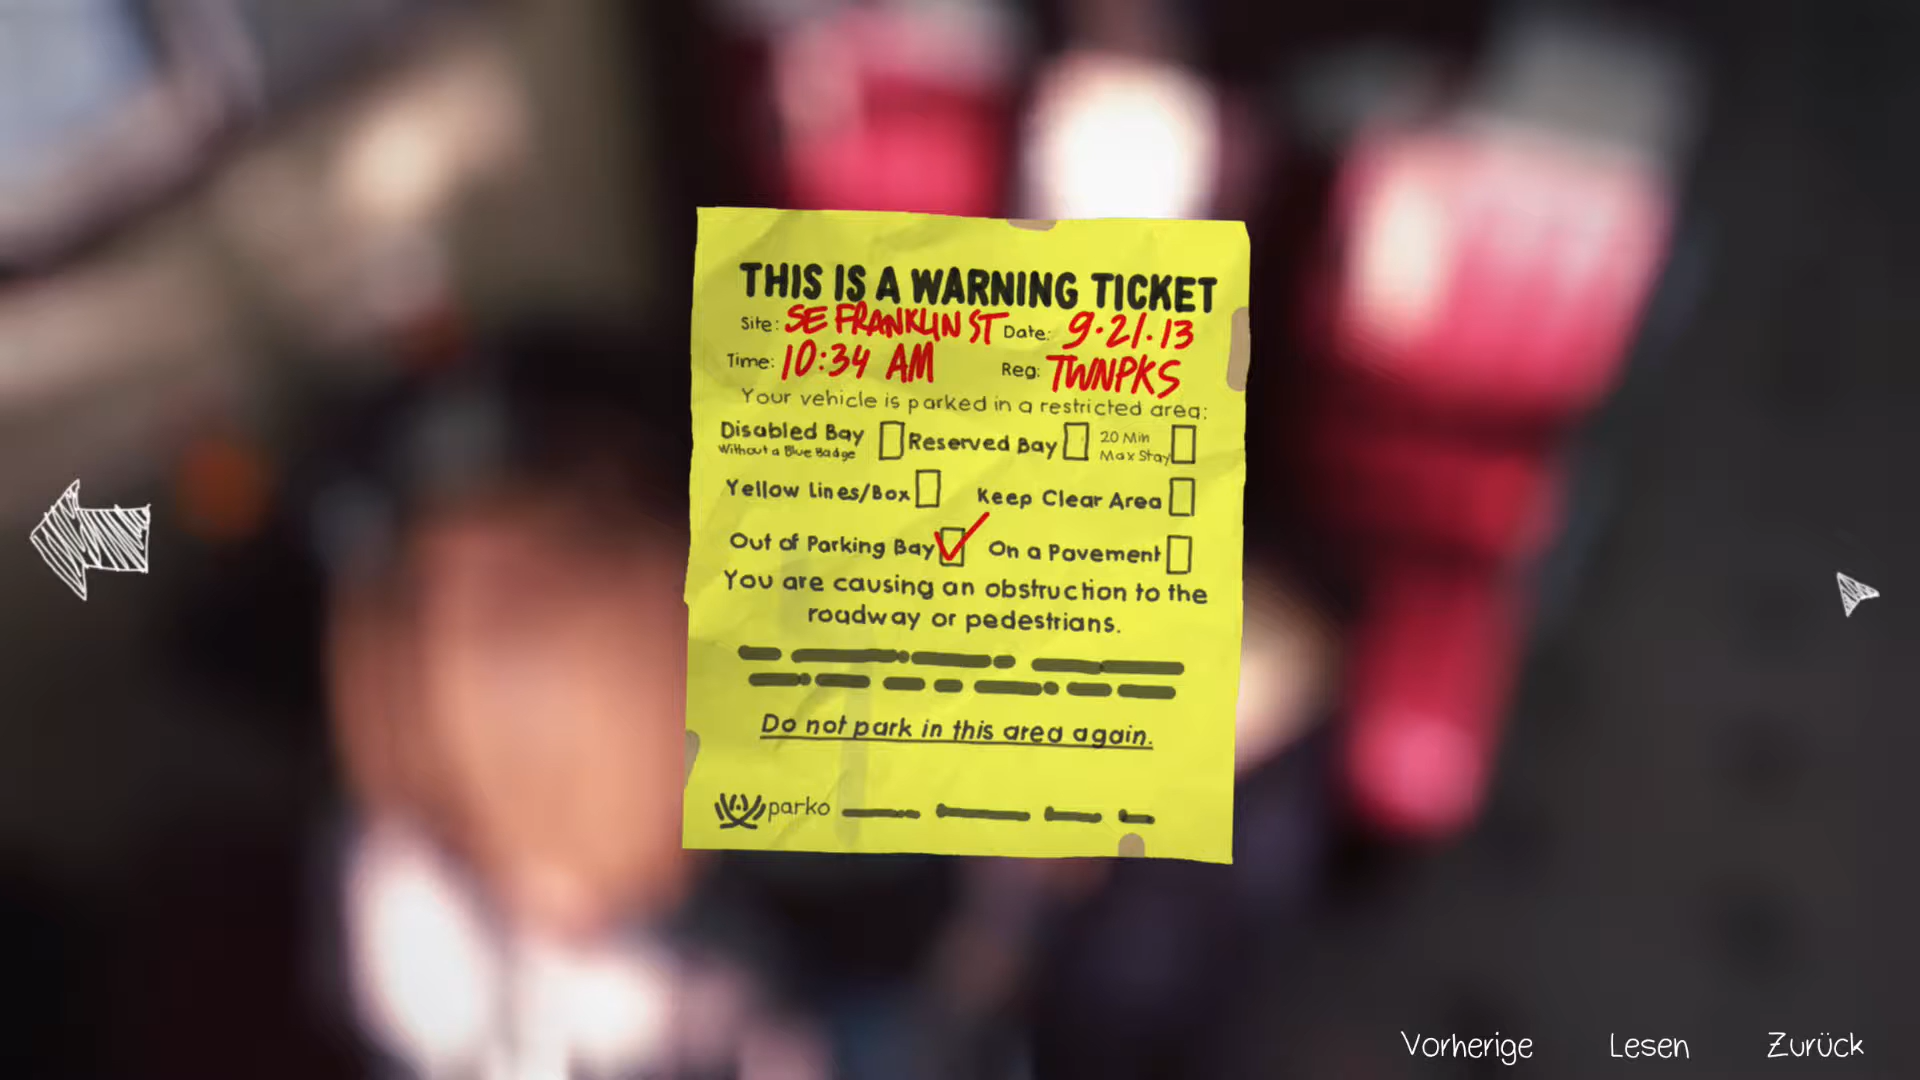 THIS IS A WARNING TICKET
Site: SE FRANKLIN ST Date: 9.21.13
Time: 10:34 AM Reg: TWNPKS
Your vehicle is parked in a restricted area:
Disabled Bay Reserved Bay 20 Min
Without a Blue Badge Max Stay
Yellow Lines/Box Keep Clear Area
Out of Parking Bay On a Pavement
You are causing an obstruction to the
roadway or pedestrians.
Do not park in this area again.
parko
Vorherige Lesen Zurück